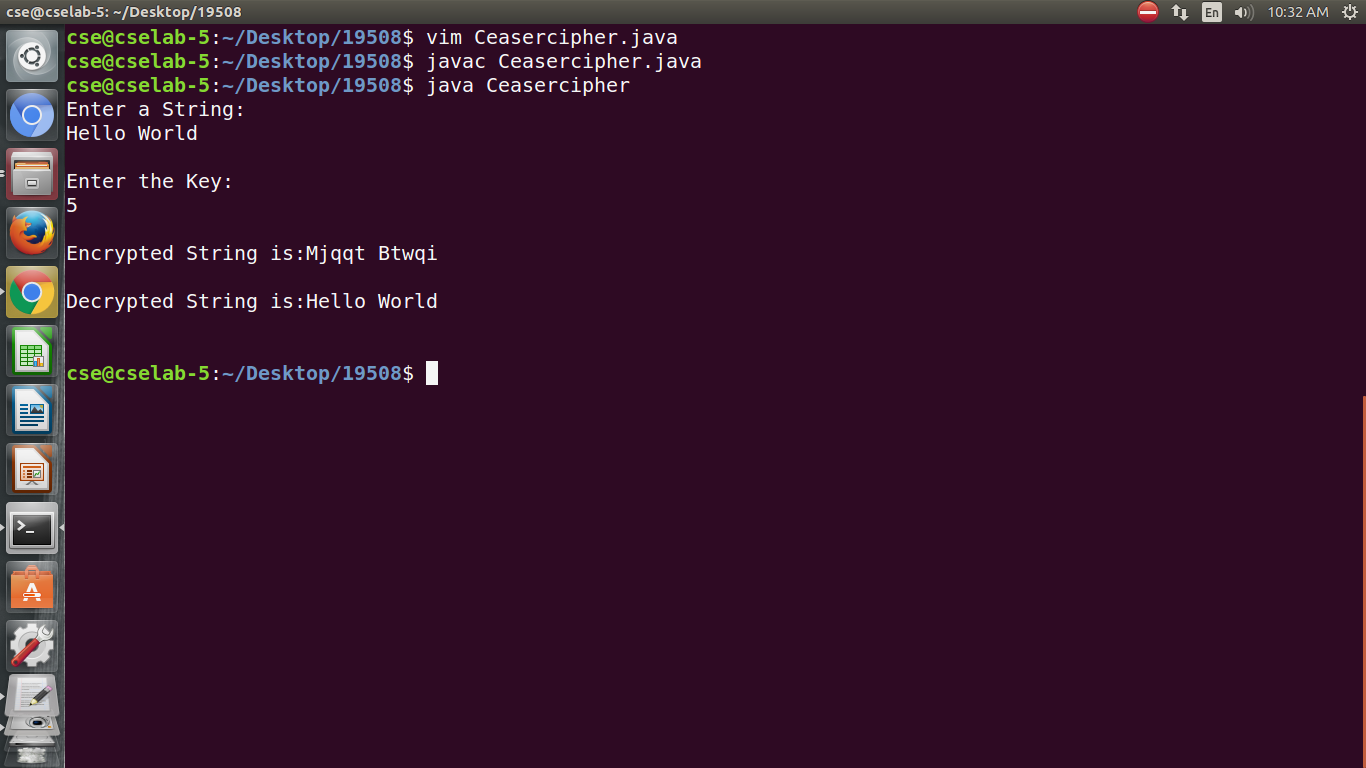 cse@cselab-5: ~/Desktop/19508
En
10:32 AM
cse@cselab-5:~/Desktop/19508$ vim Ceasercipher.java
cse@cselab-5:~/Desktop/19508$ javac Ceasercipher.java
cse@cselab-5:~/Desktop/19508$ java Ceasercipher
Enter a String:
Hello World
Enter the Key:
5
Encrypted String is:Mjqqt Btwqi
Decrypted String is:Hello World
cse@cselab-5:~/Desktop/19508$